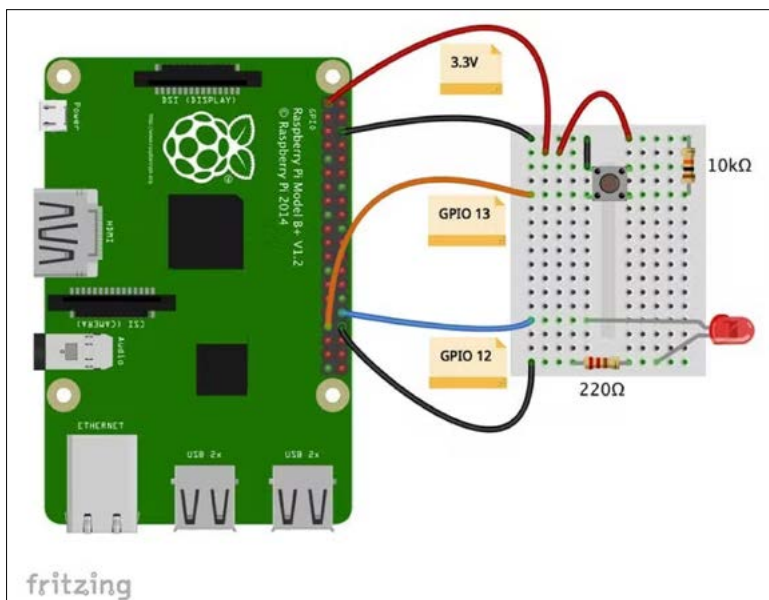 3.3V
DSI (DISPLAY)
GPIO
Power
Raspberry Pi Model B+ V1.2
© Raspberry Pi 2014
10kΩ
HDMI
GPIO 13
CSI (CAMERA)
Audio
GPIO 12
220Ω
ETHERNET
USB 2x
USB 2x
fritzing